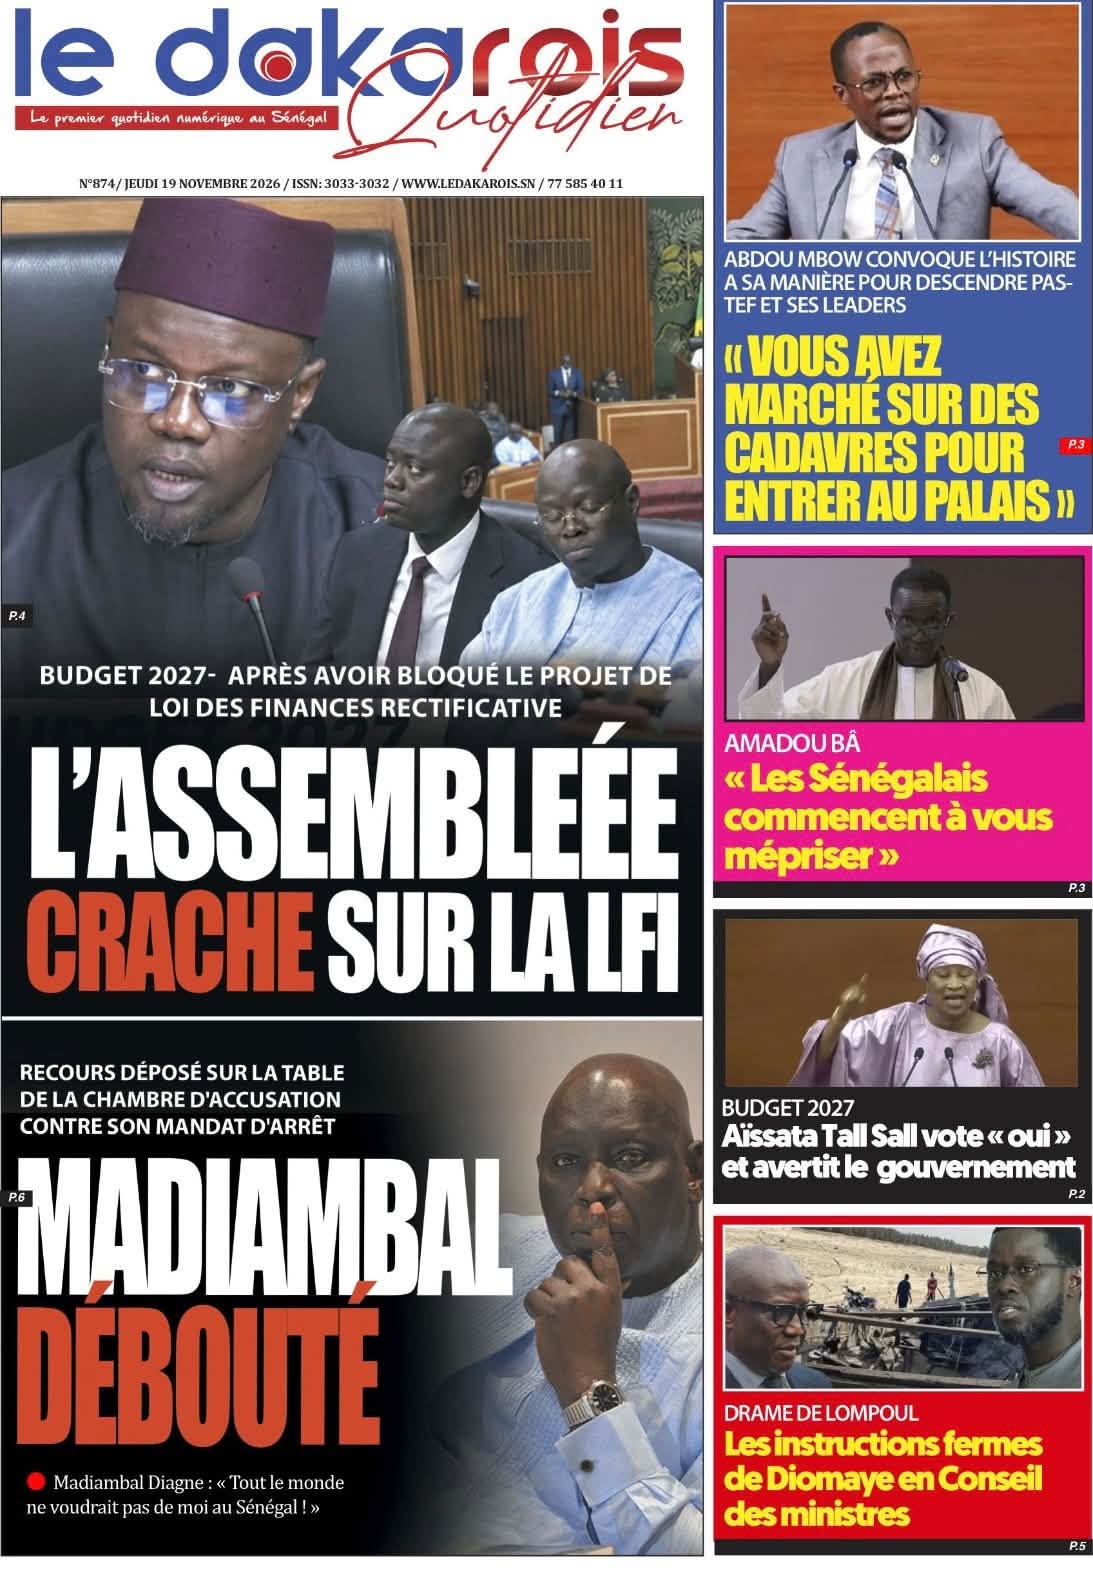 le dakarois
Quotidien
Le premier quotidien numérique au Sénégal
N°874/ JEUDI 19 NOVEMBRE 2026 / ISSN: 3033-3032 / WWW.LEDAKAROIS.SN / 77 585 40 11
P.4
BUDGET 2027- APRÈS AVOIR BLOQUÉ LE PROJET DE
LOI DES FINANCES RECTIFICATIVE
L'ASSEMBLEÉE
CRACHE SUR LA LFI
RECOURS DÉPOSÉ SUR LA TABLE
DE LA CHAMBRE D'ACCUSATION
CONTRE SON MANDAT D'ARRÊT
P.6
MADIAMBAL
DÉBOUTÉ
Madiambal Diagne : « Tout le monde
ne voudrait pas de moi au Sénégal ! »
ABDOU MBOW CONVOQUE L'HISTOIRE
A SA MANIÈRE POUR DESCENDRE PAS-
TEF ET SES LEADERS
« VOUS AVEZ
MARCHÉ SUR DES
CADAVRES POUR
ENTRER AU PALAIS »
P.3
AMADOU BÂ
« Les Sénégalais
commencent à vous
mépriser »
P.3
BUDGET 2027
Aïssata Tall Sall vote « oui »
et avertit le gouvernement
P.2
DRAME DE LOMPOUL
Les instructions fermes
de Diomaye en Conseil
des ministres
P.5